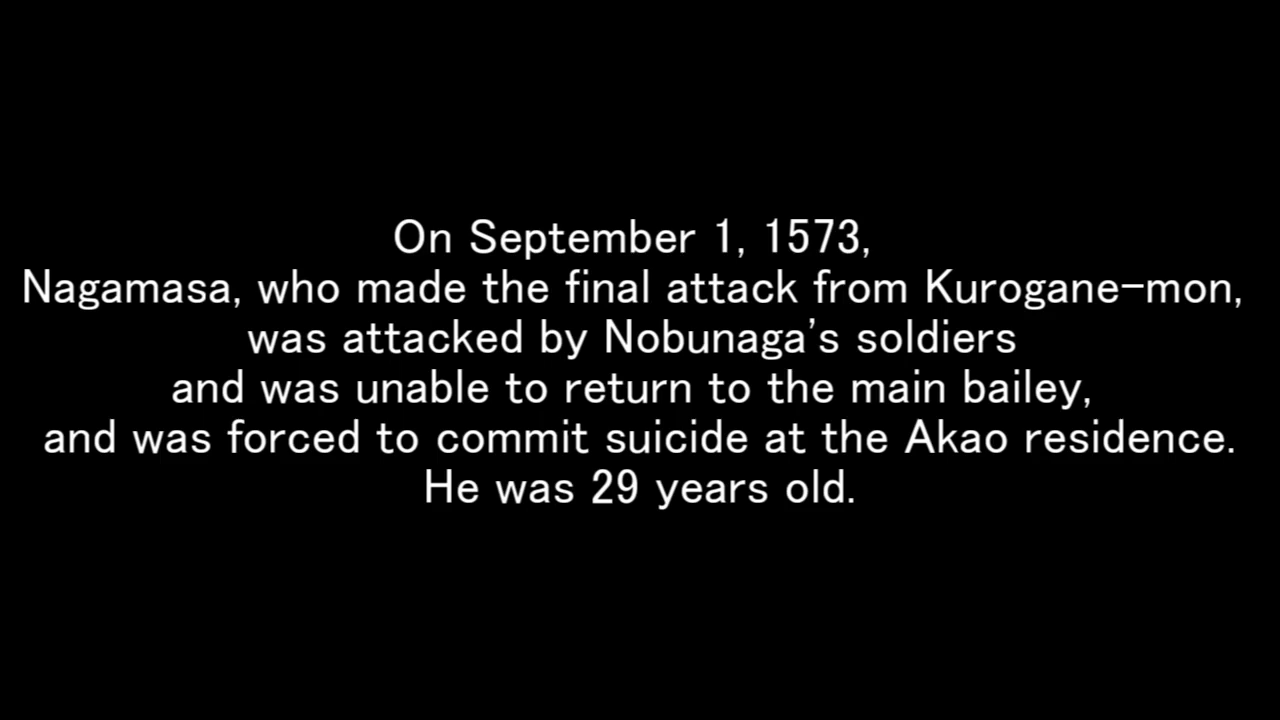 On September 1, 1573,
Nagamasa, who made the final attack from Kurogane-mon,
was attacked by Nobunaga's soldiers
and was unable to return to the main bailey,
and was forced to commit suicide at the Akao residence.
He was 29 years old.